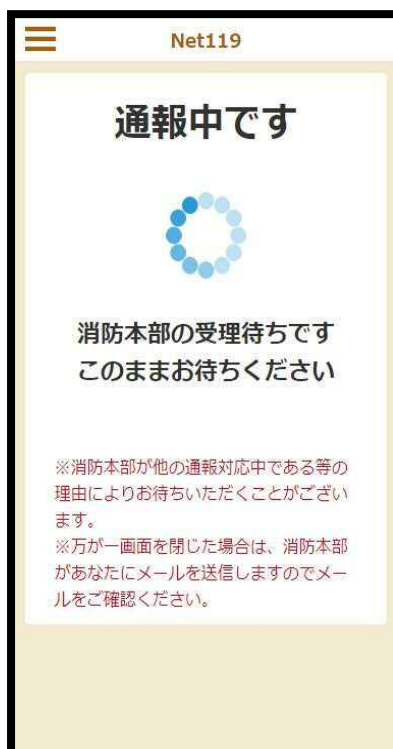 Net119
通報中です
消防本部の受理待ちです
このままお待ちください
※消防本部が他の通報対応中である等の
理由によりお待ちいただくことがござい
ます。
※万が一画面を閉じた場合は、消防本部
があなたにメールを送信しますのでメー
ルをご確認ください。